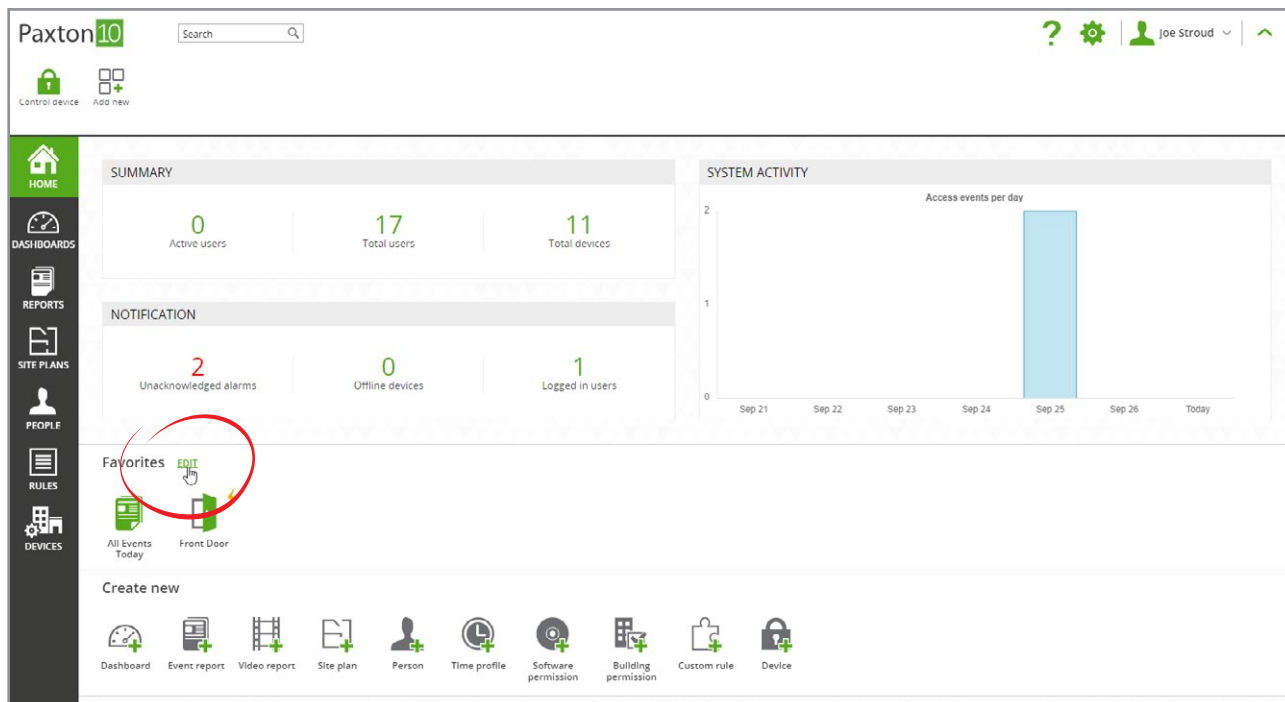 Paxton10
Search
?
Joe Stroud
Control device
Add new
HOME
DASHBOARDS
REPORTS
SITE PLANS
PEOPLE
RULES
DEVICES
SUMMARY
0
Active users
17
Total users
11
Total devices
NOTIFICATION
2
Unacknowledged alarms
0
Offline devices
1
Logged in users
SYSTEM ACTIVITY
Access events per day
2
1
0
Sep 21 Sep 22 Sep 23 Sep 24 Sep 25 Sep 26 Today
Favorites EDIT
All Events
Today
Front Door
Create new
Dashboard
Event report
Video report
Site plan
Person
Time profile
Software
permission
Building
permission
Custom rule
Device